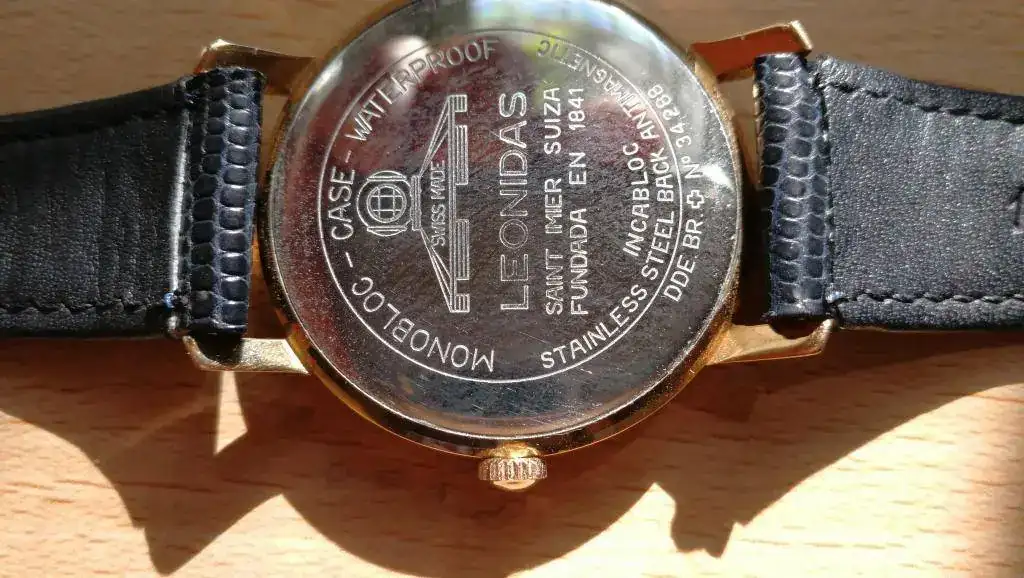 MONOBLOC - CASE - WATERPROOF
SWISS MADE
LEONIDAS
SAINT IMIER SUIZA
FUNDADA EN 1841
INCABLOC ANTIMAGNETIC
STAINLESS STEEL BACK
DDE. BR. Nº 34288